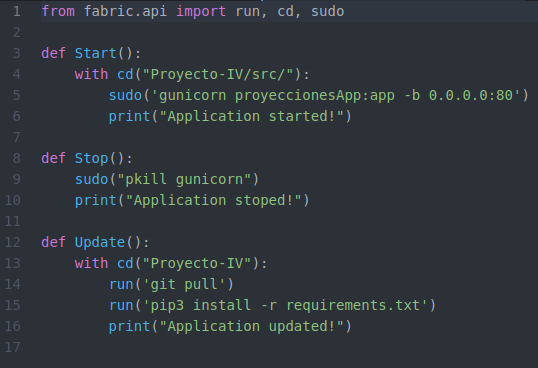 1 from fabric.api import run, cd, sudo
2
3 def Start():
4     with cd("Proyecto-IV/src/"):
5         sudo('gunicorn proyeccionesApp:app -b 0.0.0.0:80')
6         print("Application started!")
7
8 def Stop():
9     sudo("pkill gunicorn")
10     print("Application stoped!")
11
12 def Update():
13     with cd("Proyecto-IV"):
14         run('git pull')
15         run('pip3 install -r requirements.txt')
16         print("Application updated!")
17